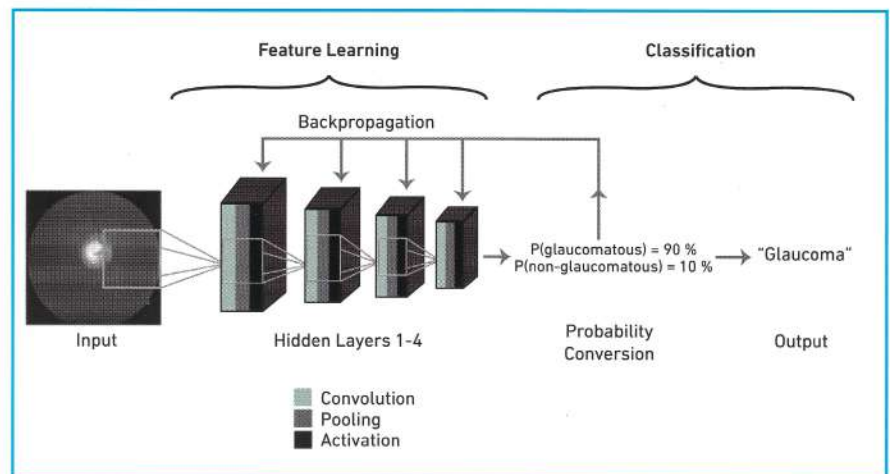 Feature Learning
Classification
Backpropagation
P(glaucomatous) = 90 %
P(non-glaucomatous) = 10 %
"Glaucoma"
Input
Hidden Layers 1-4
Probability
Conversion
Output
Convolution
Pooling
Activation